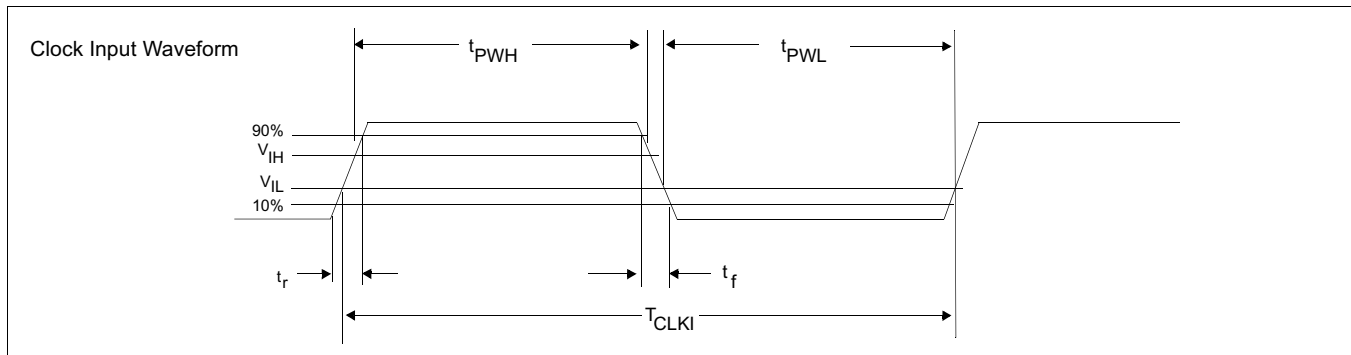 Clock Input Waveform
tPWH
tPWL
90%
VIH
VIL
10%
tr
tf
TCLKI